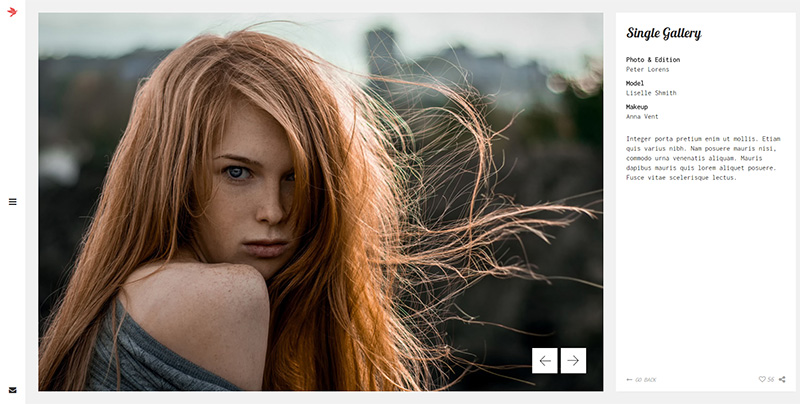 Single Gallery
Photo & Edition
Peter Lorens
Model
Liselle Shmith
Makeup
Anna Vent
Integer porta pretium enim ut mollis. Etiam
quis varius nibh. Nam posuere mauris nisi,
commodo urna venenatis aliquam. Mauris
dapibus mauris quis lorem aliquet posuere.
Fusce vitae scelerisque lectus.
GO BACK
56